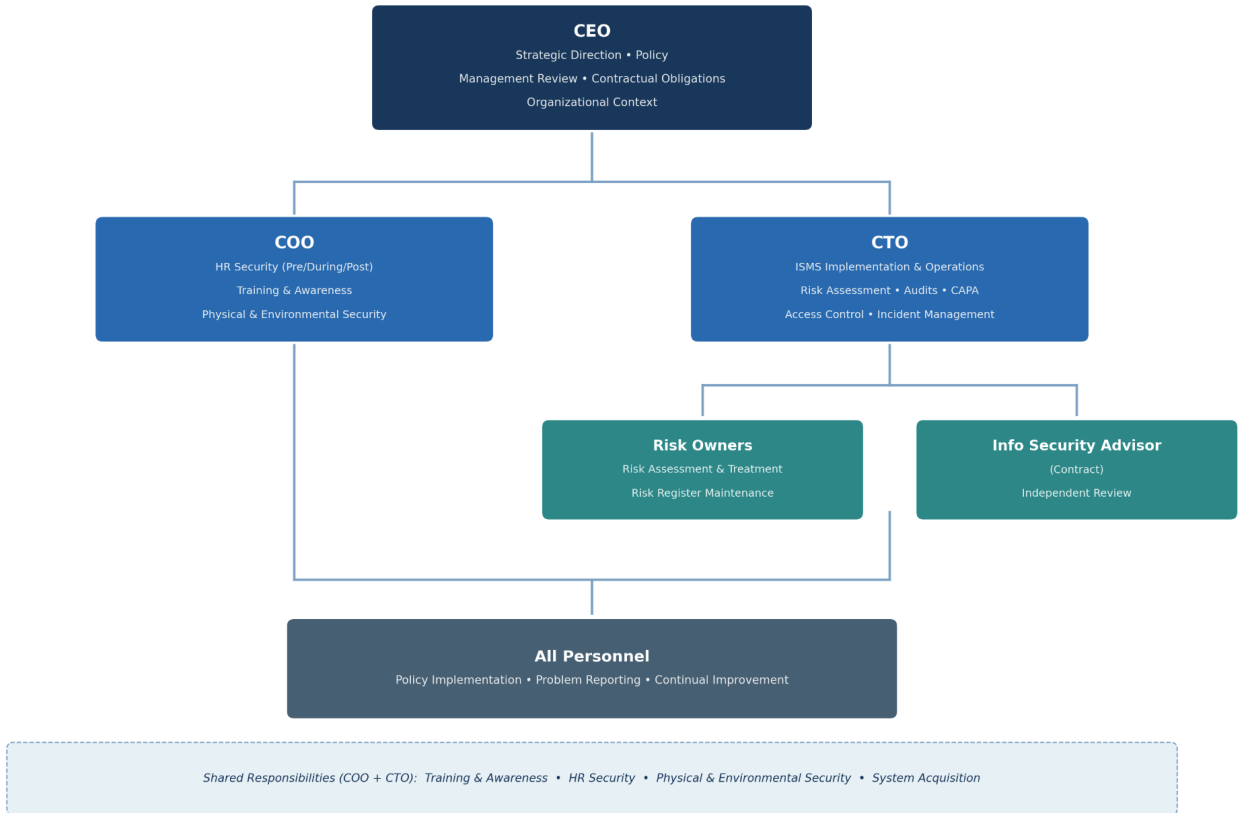 CEO
Strategic Direction • Policy
Management Review • Contractual Obligations
Organizational Context
COO
HR Security (Pre/During/Post)
Training & Awareness
Physical & Environmental Security
CTO
ISMS Implementation & Operations
Risk Assessment • Audits • CAPA
Access Control • Incident Management
Risk Owners
Risk Assessment & Treatment
Risk Register Maintenance
Info Security Advisor
(Contract)
Independent Review
All Personnel
Policy Implementation • Problem Reporting • Continual Improvement
Shared Responsibilities (COO + CTO): Training & Awareness • HR Security • Physical & Environmental Security • System Acquisition